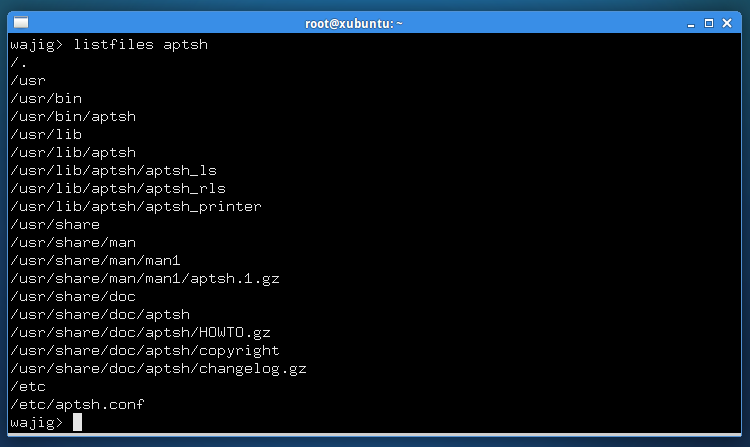 root@xubuntu: ~
wajig> listfiles aptsh
/.
/usr
/usr/bin
/usr/bin/aptsh
/usr/lib
/usr/lib/aptsh
/usr/lib/aptsh/aptsh_ls
/usr/lib/aptsh/aptsh_rls
/usr/lib/aptsh/aptsh_printer
/usr/share
/usr/share/man
/usr/share/man/man1
/usr/share/man/man1/aptsh.1.gz
/usr/share/doc
/usr/share/doc/aptsh
/usr/share/doc/aptsh/HOWTO.gz
/usr/share/doc/aptsh/copyright
/usr/share/doc/aptsh/changelog.gz
/etc
/etc/aptsh.conf
wajig>